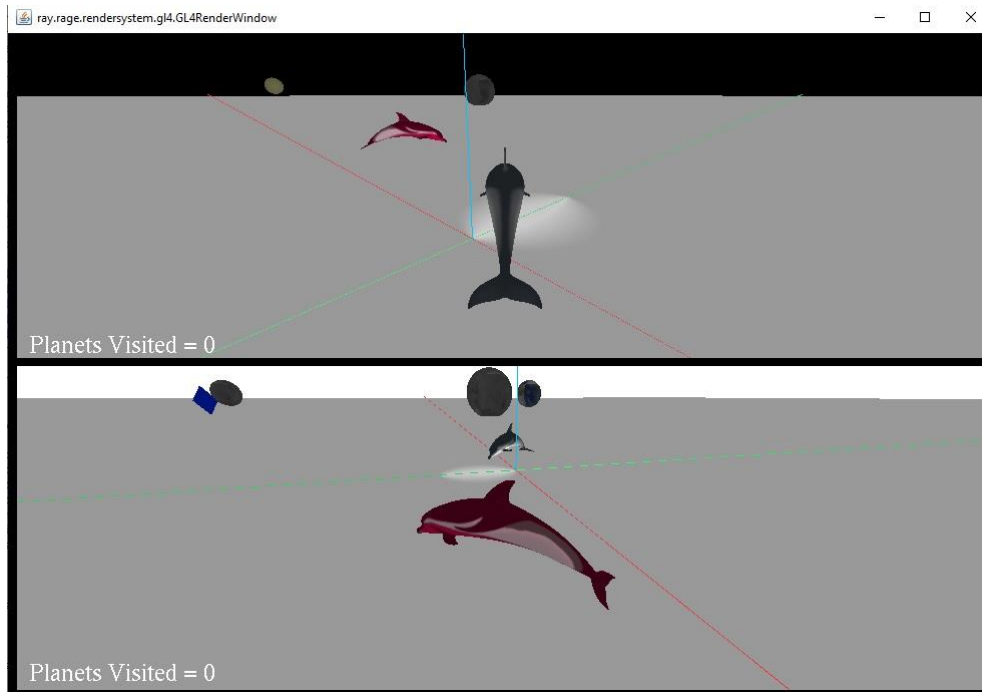 ray.rage.rendersystem.gl4.GL4RenderWindow
Planets Visited = 0
Planets Visited = 0